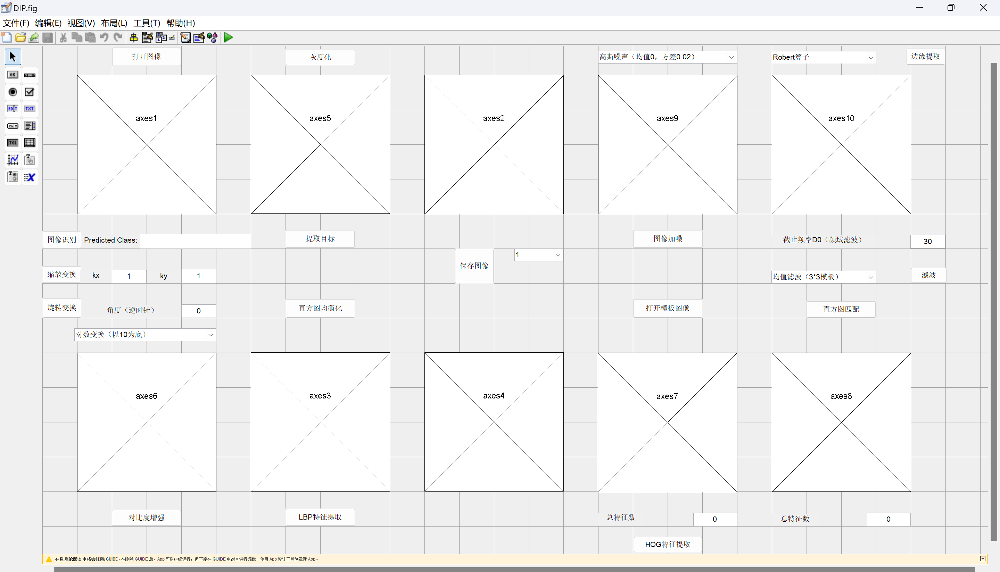 DIP.fig
文件(F) 编辑(E) 视图(V) 布局(L) 工具(T) 帮助(H)
打开图像 灰度化 高斯噪声（均值0，方差0.02） Robert算子 边缘提取
OK
EDIT TXT
TGL
axes1 axes5 axes2 axes9 axes10
图像识别 Predicted Class: 提取目标 图像加噪 截止频率D0（频域滤波） 30
保存图像 1
缩放变换 kx 1 ky 1 均值滤波（3*3模板） 滤波
旋转变换 角度（逆时针） 0 直方图均衡化 打开模板图像 直方图匹配
对数变换（以10为底）
axes6 axes3 axes4 axes7 axes8
对比度增强 LBP特征提取 总特征数 0 总特征数 0
HOG特征提取
在以后的版本中将会删除 GUIDE - 在删除 GUIDE 后，App 可以继续运行，但不能在 GUIDE 中对其进行编辑。使用 App 设计工具创建新 App。